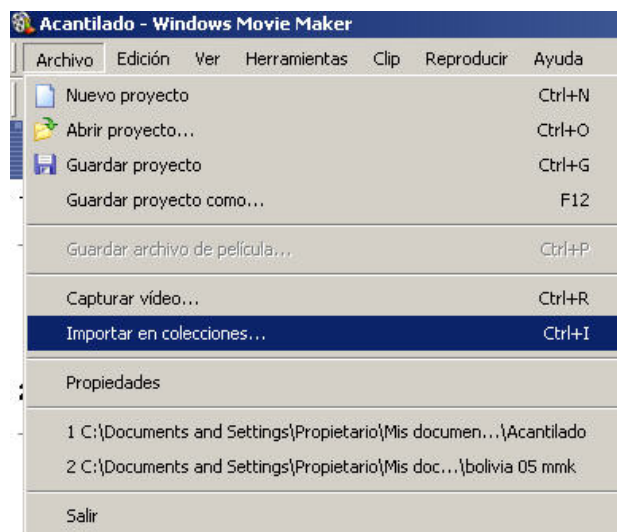 Acantilado - Windows Movie Maker
Archivo Edición Ver Herramientas Clip Reproducir Ayuda
Nuevo proyecto Ctrl+N
Abrir proyecto... Ctrl+O
Guardar proyecto Ctrl+G
Guardar proyecto como... F12
Guardar archivo de película... Ctrl+P
Capturar vídeo... Ctrl+R
Importar en colecciones... Ctrl+I
Propiedades
1 C:\Documents and Settings\Propietario\Mis documen...\Acantilado
2 C:\Documents and Settings\Propietario\Mis doc...\bolivia 05 mmk
Salir